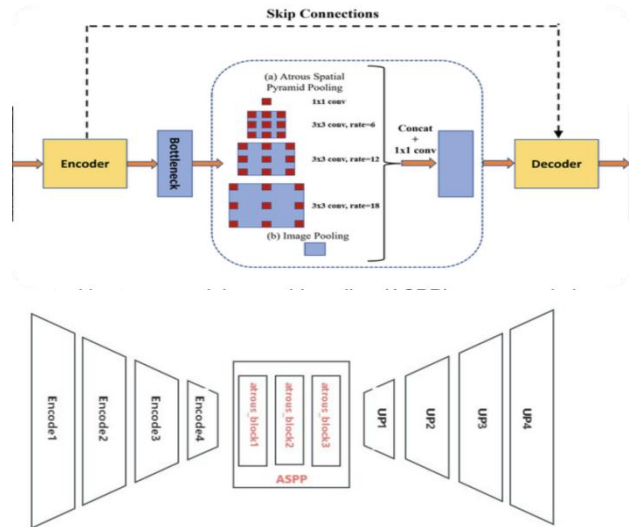 Skip Connections
(a) Atrous Spatial
Pyramid Pooling
1x1 conv
3x3 conv, rate=6
3x3 conv, rate=12
3x3 conv, rate=18
(b) Image Pooling
Encoder
Bottleneck
Concat
+
1x1 conv
Decoder
Encode1
Encode2
Encode3
Encode4
atrous_block1
atrous_block2
atrous_block3
ASPP
UP1
UP2
UP3
UP4